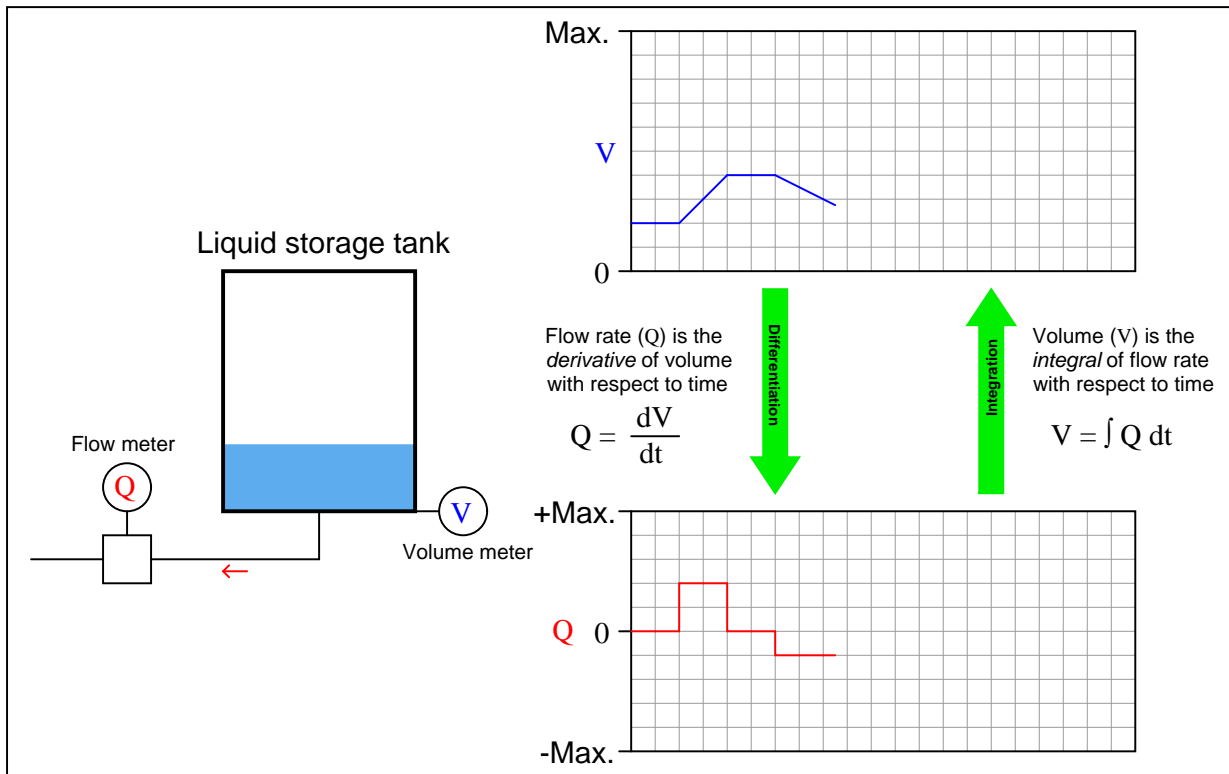 Max.
V
0
Liquid storage tank
Flow meter
Q
V
Volume meter
Flow rate (Q) is the
derivative of volume
with respect to time
Q = dV/dt
Differentiation
Integration
Volume (V) is the
integral of flow rate
with respect to time
V = ∫ Q dt
+Max.
Q 0
-Max.